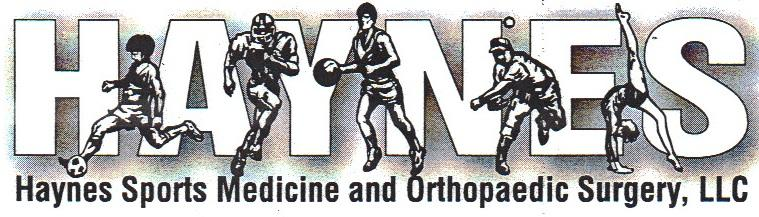 HAYNES
Haynes Sports Medicine and Orthopaedic Surgery, LLC